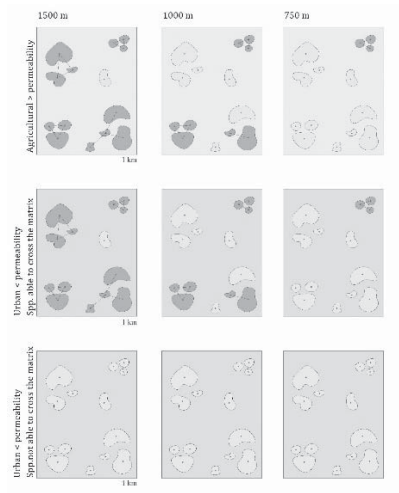 1500 m
1000 m
750 m
Agricultural > permeability
1 km
Urban < permeability
Spp. able to cross the matrix
1 km
Urban < permeability
Spp.not able to cross the matrix
1 km